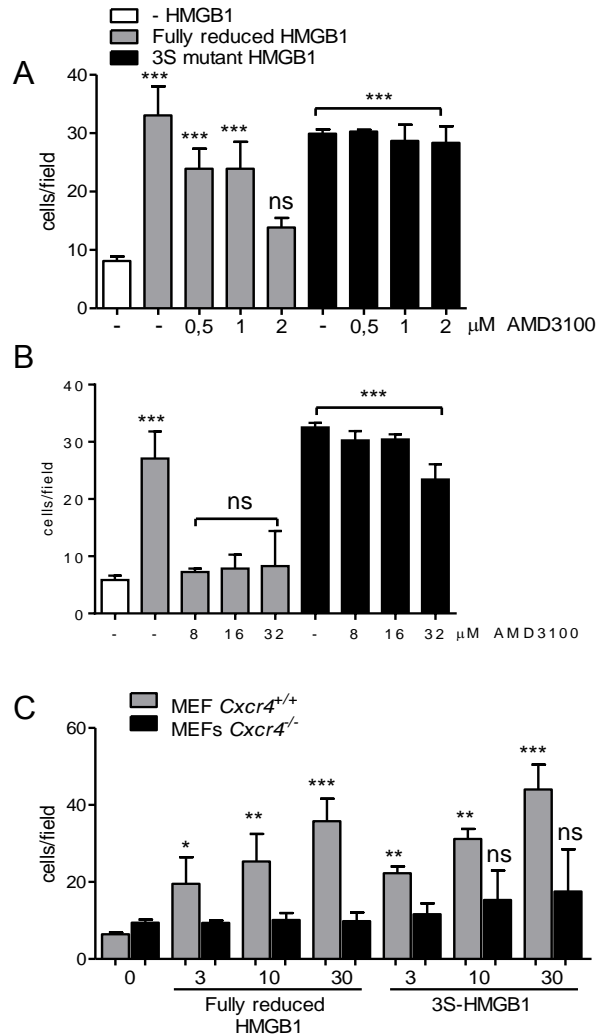 - HMGB1
Fully reduced HMGB1
3S mutant HMGB1
A
cells/field
40
30
20
10
0
***
***
***
ns
***
- - 0,5 1 2 - 0,5 1 2 μM AMD3100
B
cells/field
40
30
20
10
0
***
ns
***
- - 8 16 32 - 8 16 32 μM AMD3100
C
MEF Cxcr4+/+
MEFs Cxcr4-/-
cells/field
60
40
20
0
*
**
***
**
**
ns
***
ns
0 3 10 30 3 10 30
Fully reduced
HMGB1
3S-HMGB1